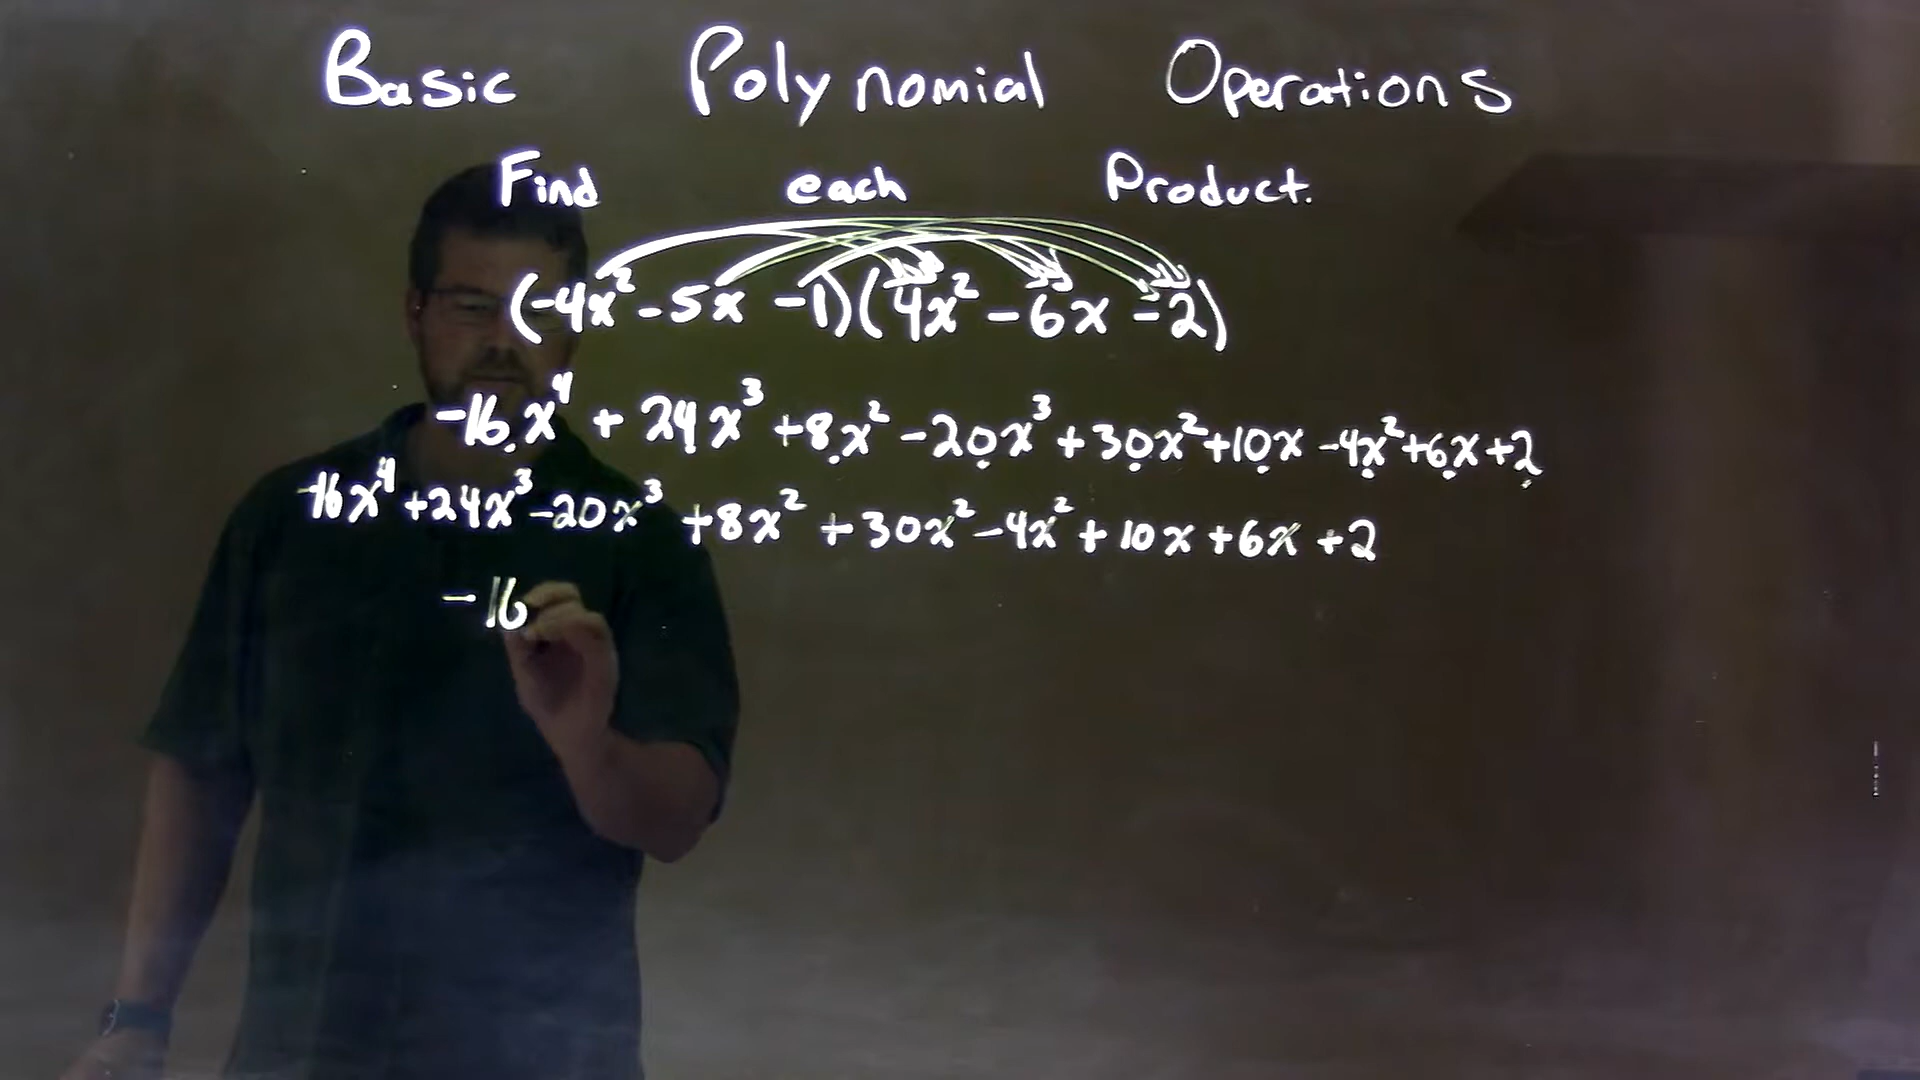 Basic Polynomial Operations
Find each Product.
(-4x² - 5x - 1)(4x² - 6x - 2)
-16x⁴ + 24x³ + 8x² - 20x³ + 30x² + 10x - 4x² + 6x + 2
-16x⁴ + 24x³ - 20x³ + 8x² + 30x² - 4x² + 10x + 6x + 2
-16